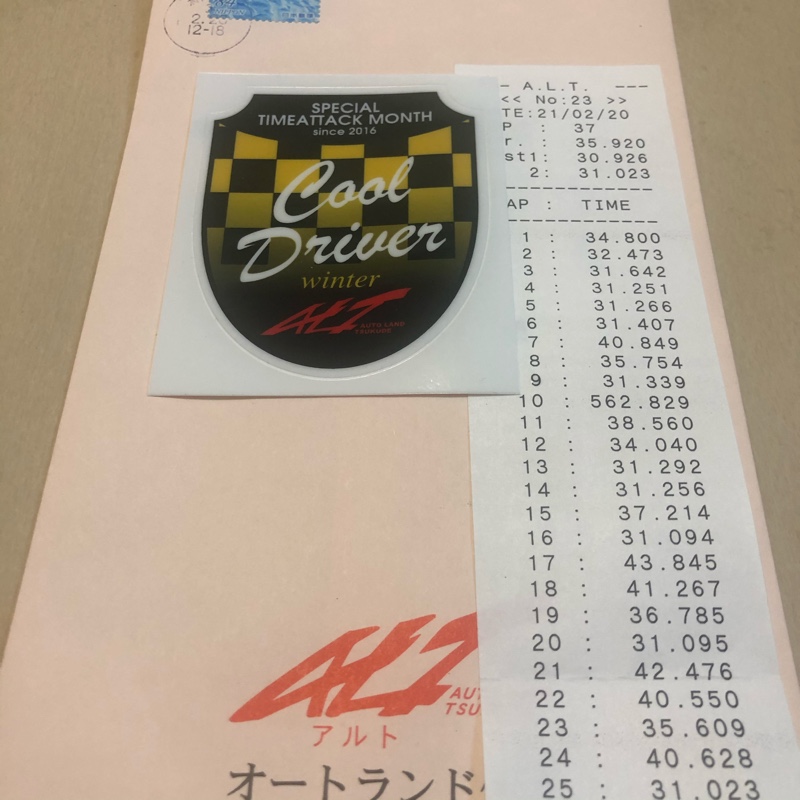 12-18
SPECIAL
TIMEATTACK MONTH
since 2016
Cool
Driver
winter
ALT
AUTO LAND
TSUKUDE
- A.L.T. ---
<< No:23 >>
TE:21/02/20
P : 37
r. : 35.920
st1: 30.926
2: 31.023
AP : TIME
1 : 34.800
2 : 32.473
3 : 31.642
4 : 31.251
5 : 31.266
6 : 31.407
7 : 40.849
8 : 35.754
9 : 31.339
10 : 562.829
11 : 38.560
12 : 34.040
13 : 31.292
14 : 31.256
15 : 37.214
16 : 31.094
17 : 43.845
18 : 41.267
19 : 36.785
20 : 31.095
21 : 42.476
22 : 40.550
23 : 35.609
24 : 40.628
25 : 31.023
ALT
AU
TSU
アルト
オートランド